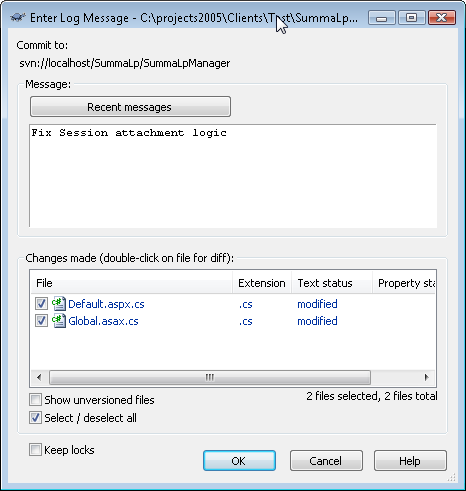 Enter Log Message - C:\projects2005\Clients\Test\SummaLp...
Commit to:
svn://localhost/SummaLp/SummaLpManager
Message:
Recent messages
Fix Session attachment logic
Changes made (double-click on file for diff):
File Extension Text status Property sta
Default.aspx.cs .cs modified
Global.asax.cs .cs modified
Show unversioned files
2 files selected, 2 files total
Select / deselect all
Keep locks
OK Cancel Help